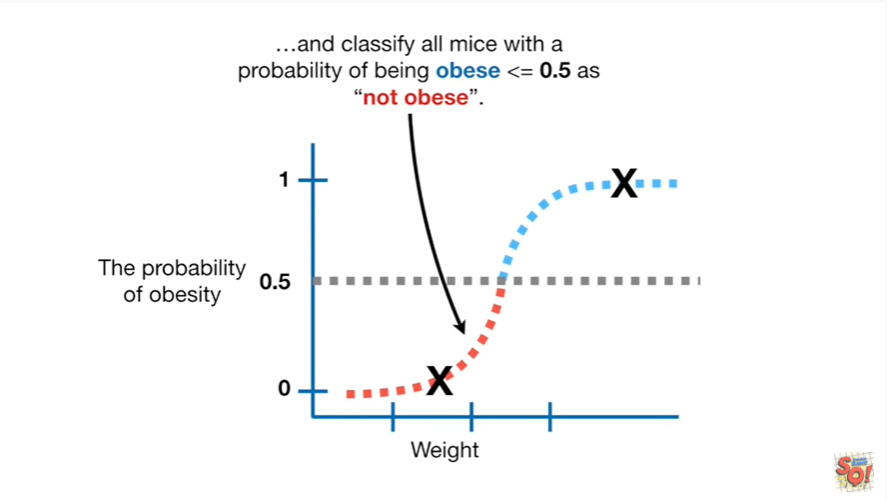 …and classify all mice with a
probability of being obese <= 0.5 as
“not obese”.
1
The probability
of obesity
0.5
0
X
X
Weight
SQ!